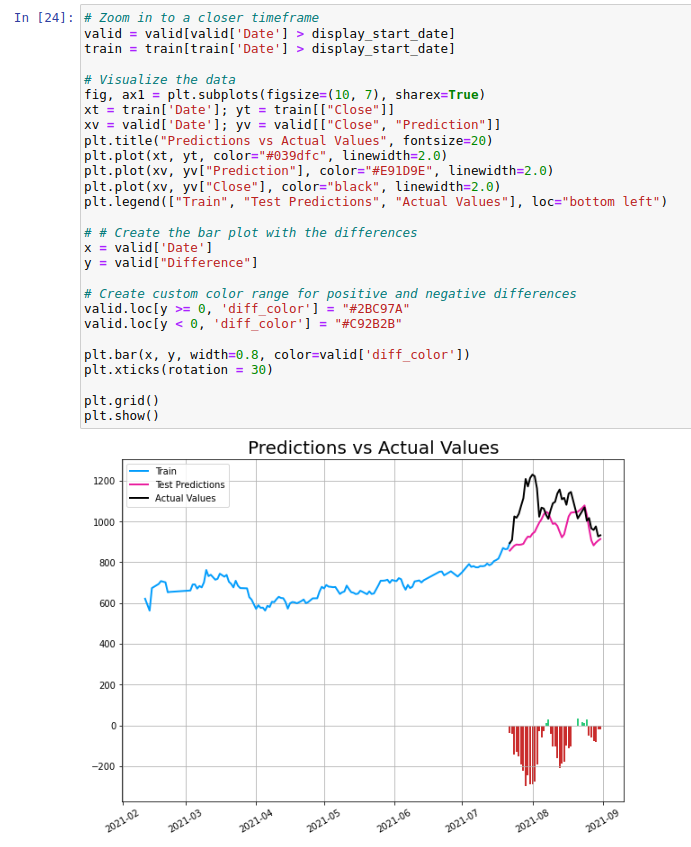 In [24]: # Zoom in to a closer timeframe
valid = valid[valid['Date'] > display_start_date]
train = train[train['Date'] > display_start_date]
# Visualize the data
fig, ax1 = plt.subplots(figsize=(10, 7), sharex=True)
xt = train['Date']; yt = train[["Close"]]
xv = valid['Date']; yv = valid[["Close", "Prediction"]]
plt.title("Predictions vs Actual Values", fontsize=20)
plt.plot(xt, yt, color="#039dfc", linewidth=2.0)
plt.plot(xv, yv["Prediction"], color="#E91D9E", linewidth=2.0)
plt.plot(xv, yv["Close"], color="black", linewidth=2.0)
plt.legend(["Train", "Test Predictions", "Actual Values"], loc="bottom left")
# # Create the bar plot with the differences
x = valid['Date']
y = valid["Difference"]
# Create custom color range for positive and negative differences
valid.loc[y >= 0, 'diff_color'] = "#2BC97A"
valid.loc[y < 0, 'diff_color'] = "#C92B2B"
plt.bar(x, y, width=0.8, color=valid['diff_color'])
plt.xticks(rotation = 30)
plt.grid()
plt.show()
Predictions vs Actual Values
Train
Test Predictions
Actual Values
1200
1000
800
600
400
200
0
−200
2021-02 2021-03 2021-04 2021-05 2021-06 2021-07 2021-08 2021-09